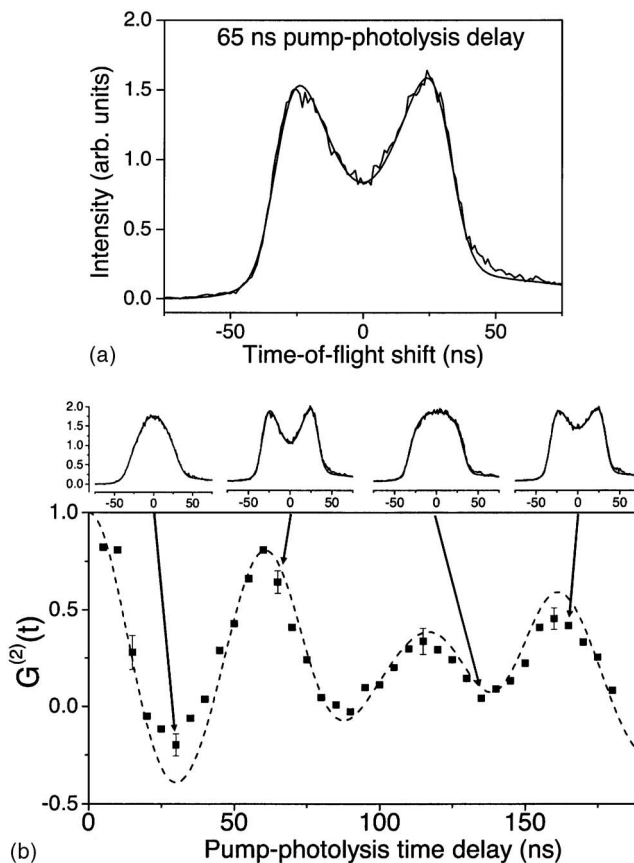 65 ns pump-photolysis delay
2.0
1.5
1.0
0.5
0.0
Intensity (arb. units)
-50 0 50
Time-of-flight shift (ns)
(a)
2.0
1.5
1.0
0.5
0.0
-50 0 50 -50 0 50 -50 0 50 -50 0 50
1.0
0.5
0.0
-0.5
G(2)(t)
0 50 100 150
Pump-photolysis time delay (ns)
(b)